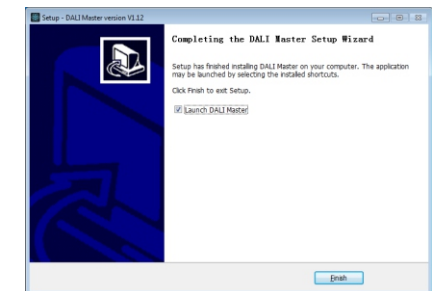 Setup - DALI Master version V1.12
Completing the DALI Master Setup Wizard
Setup has finished installing DALI Master on your computer. The application
may be launched by selecting the installed shortcuts.
Click Finish to exit Setup.
Launch DALI Master
Finish